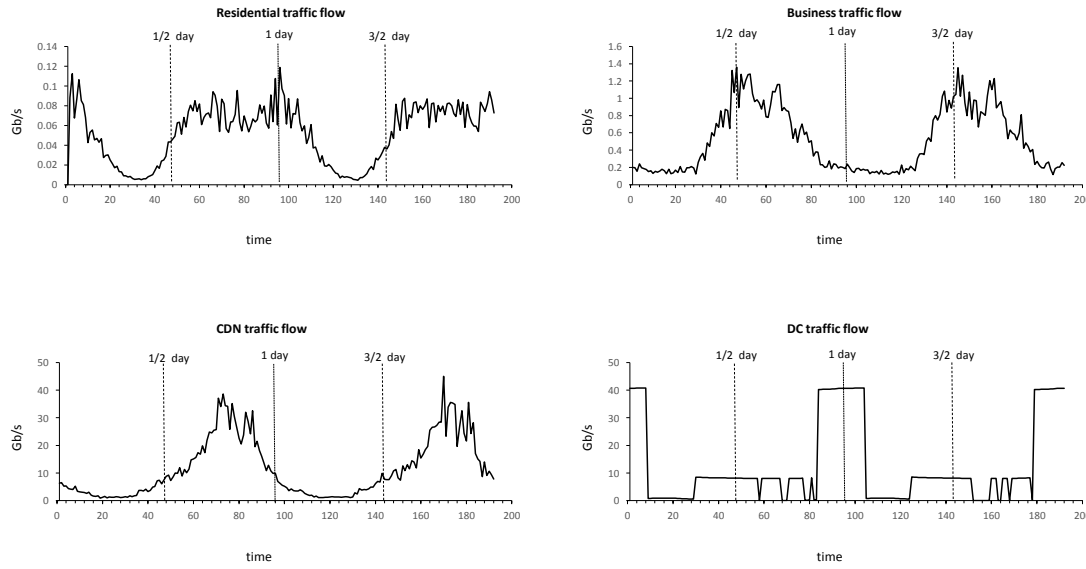 Residential traffic flow
1/2 day
1 day
3/2 day
0.14
0.12
0.1
0.08
0.06
0.04
0.02
0
Gb/s
0 20 40 60 80 100 120 140 160 180 200
time
Business traffic flow
1/2 day
1 day
3/2 day
1.6
1.4
1.2
1
0.8
0.6
0.4
0.2
0
Gb/s
0 20 40 60 80 100 120 140 160 180 200
time
CDN traffic flow
1/2 day
1 day
3/2 day
50
40
30
20
10
0
Gb/s
0 20 40 60 80 100 120 140 160 180 200
time
DC traffic flow
1/2 day
1 day
3/2 day
50
40
30
20
10
0
Gb/s
0 20 40 60 80 100 120 140 160 180 200
time